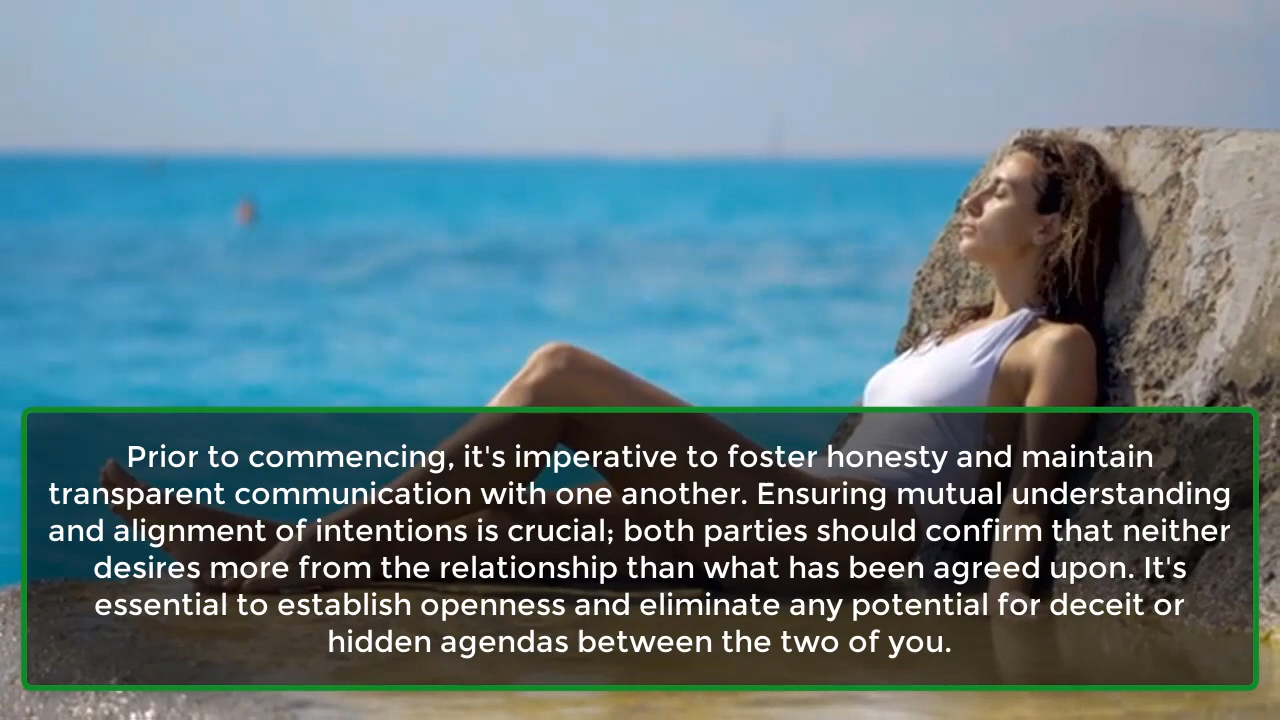 Prior to commencing, it's imperative to foster honesty and maintain
transparent communication with one another. Ensuring mutual understanding
and alignment of intentions is crucial; both parties should confirm that neither
desires more from the relationship than what has been agreed upon. It's
essential to establish openness and eliminate any potential for deceit or
hidden agendas between the two of you.